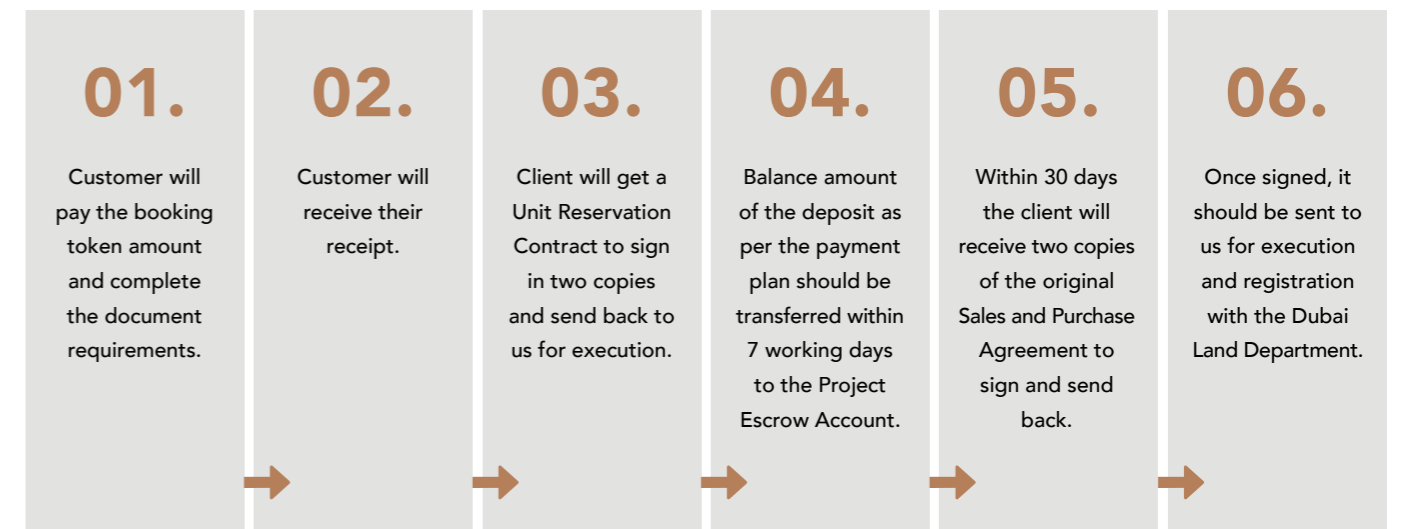 01.
Customer will
pay the booking
token amount
and complete
the document
requirements.
02.
Customer will
receive their
receipt.
03.
Client will get a
Unit Reservation
Contract to sign
in two copies
and send back to
us for execution.
04.
Balance amount
of the deposit as
per the payment
plan should be
transferred within
7 working days
to the Project
Escrow Account.
05.
Within 30 days
the client will
receive two copies
of the original
Sales and Purchase
Agreement to
sign and send
back.
06.
Once signed, it
should be sent to
us for execution
and registration
with the Dubai
Land Department.